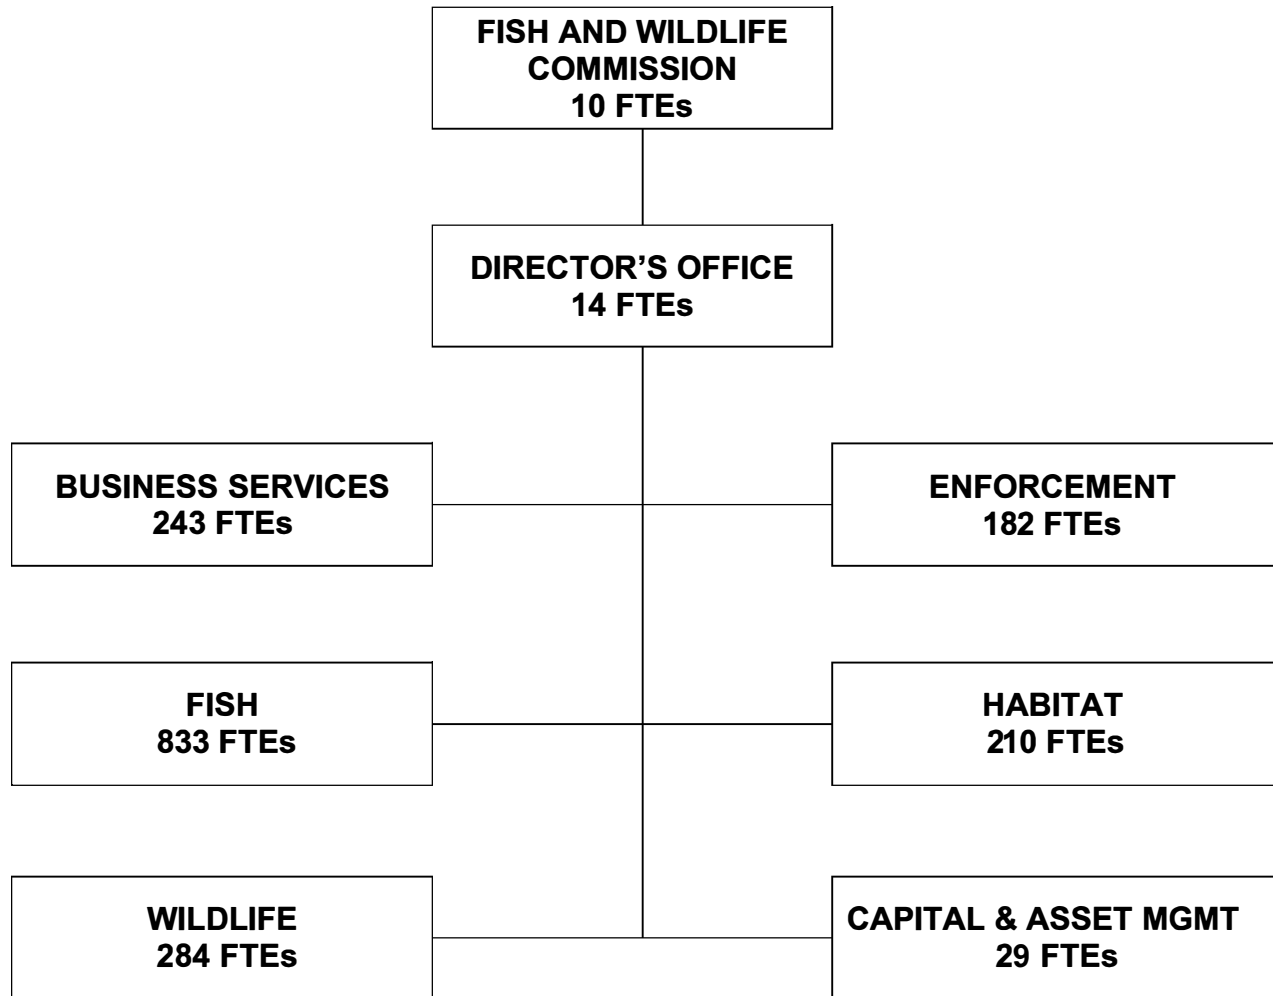 FISH AND WILDLIFE
COMMISSION
10 FTEs
DIRECTOR’S OFFICE
14 FTEs
BUSINESS SERVICES
243 FTEs
ENFORCEMENT
182 FTEs
FISH
833 FTEs
HABITAT
210 FTEs
WILDLIFE
284 FTEs
CAPITAL & ASSET MGMT
29 FTEs